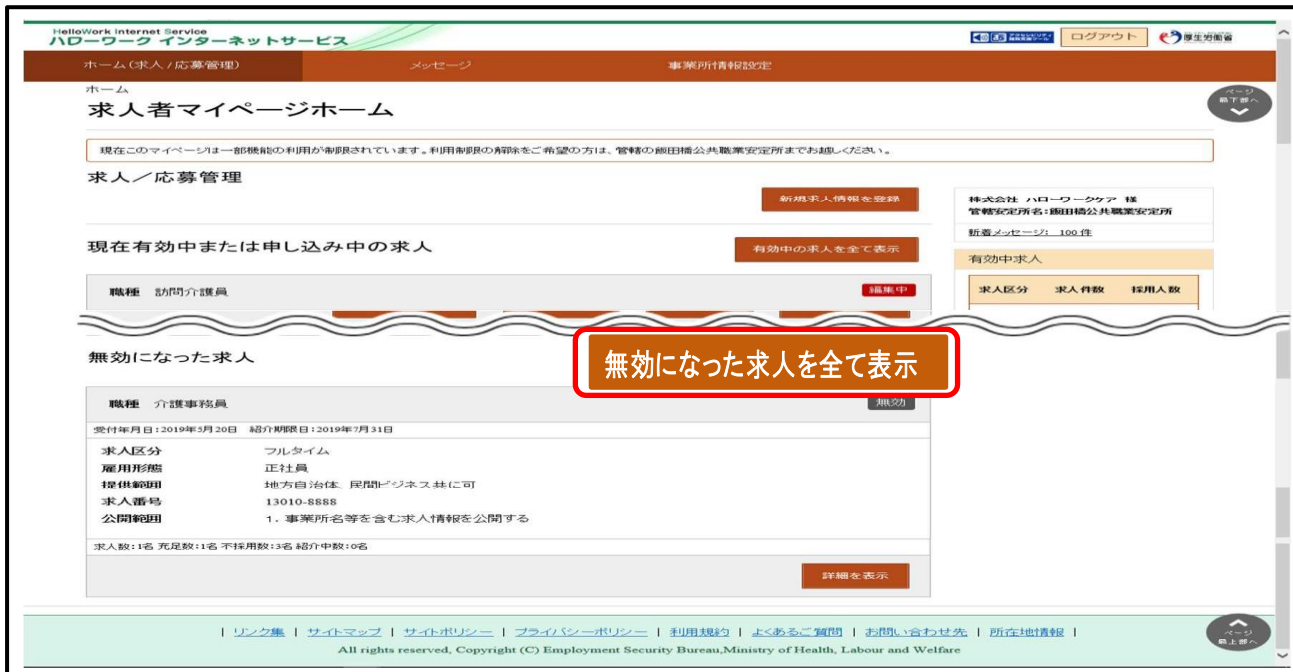 HelloWork Internet Service
ハローワーク インターネットサービス
ログアウト
厚生労働省
ホーム(求人/応募管理)
メッセージ
事業所情報設定
ホーム
求人者マイページホーム
ページ
最下部へ
現在このマイページは一部機能の利用が制限されています。利用制限の解除をご希望の方は、管轄の飯田橋公共職業安定所までお越しください。
求人/応募管理
新規求人情報を登録
株式会社 ハローワークケア 様
管轄安定所名:飯田橋公共職業安定所
新着メッセージ: 100 件
現在有効中または申し込み中の求人
有効中の求人を全て表示
有効中求人
職種 訪問介護員
編集中
求人区分 求人件数 採用人数
無効になった求人
無効になった求人を全て表示
職種 介護事務員
無効
受付年月日:2019年5月20日 紹介期限日:2019年7月31日
求人区分 フルタイム
雇用形態 正社員
提供範囲 地方自治体、民間ビジネス共に可
求人番号 13010-8888
公開範囲 1.事業所名等を含む求人情報を公開する
求人数:1名 充足数:1名 不採用数:3名 紹介中数:0名
詳細を表示
| リンク集 | サイトマップ | サイトポリシー | プライバシーポリシー | 利用規約 | よくあるご質問 | お問い合わせ先 | 所在地情報 |
All rights reserved, Copyright (C) Employment Security Bureau,Ministry of Health, Labour and Welfare
ページ
最上部へ